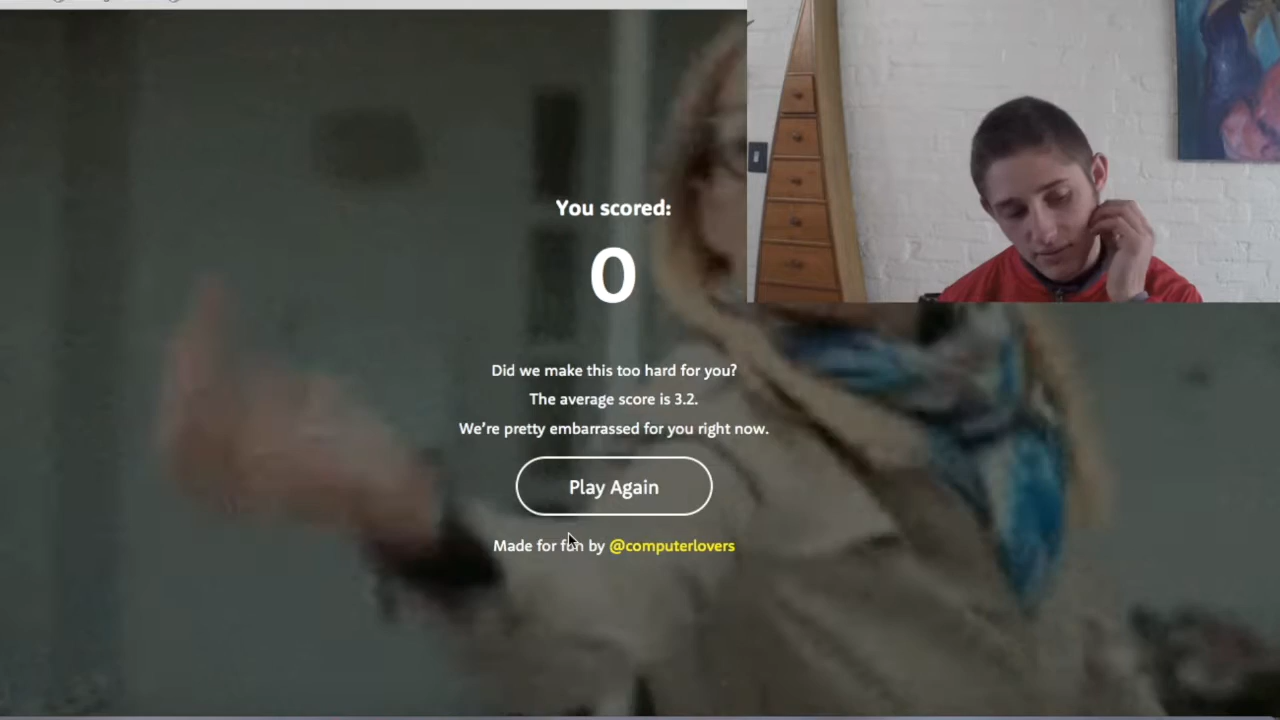 You scored:
0
Did we make this too hard for you?
The average score is 3.2.
We're pretty embarrassed for you right now.
Play Again
Made for fun by @computerlovers